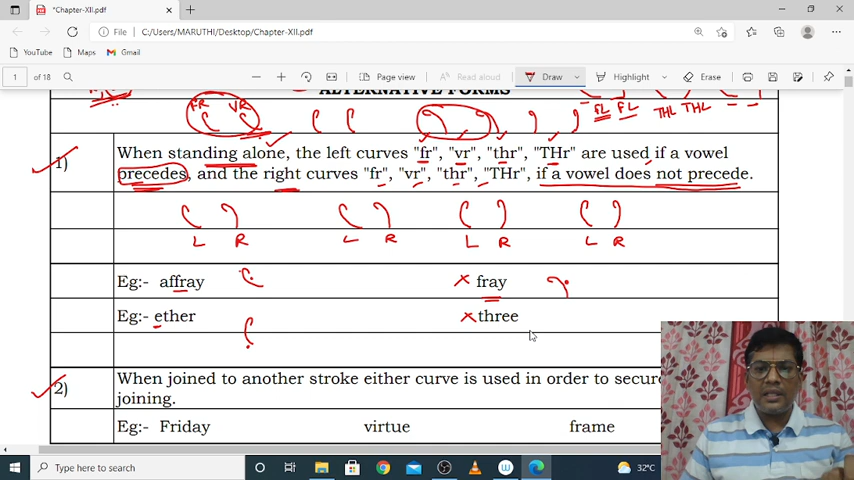 *Chapter-XII.pdf
File | C:/Users/MARUTHI/Desktop/Chapter-XII.pdf
YouTube Maps Gmail
1 of 18 Page view Read aloud Draw Highlight Erase
ALTERNATIVE FORMS
FR VR FL FL THL THL
1) When standing alone, the left curves "fr", "vr", "thr", "THr" are used if a vowel
precedes, and the right curves "fr", "vr", "thr", "THr", if a vowel does not precede.
L R L R L R L R
Eg:- affray × fray
Eg:- ether × three
2) When joined to another stroke either curve is used in order to secure
joining.
Eg:- Friday virtue frame
Type here to search 32°C